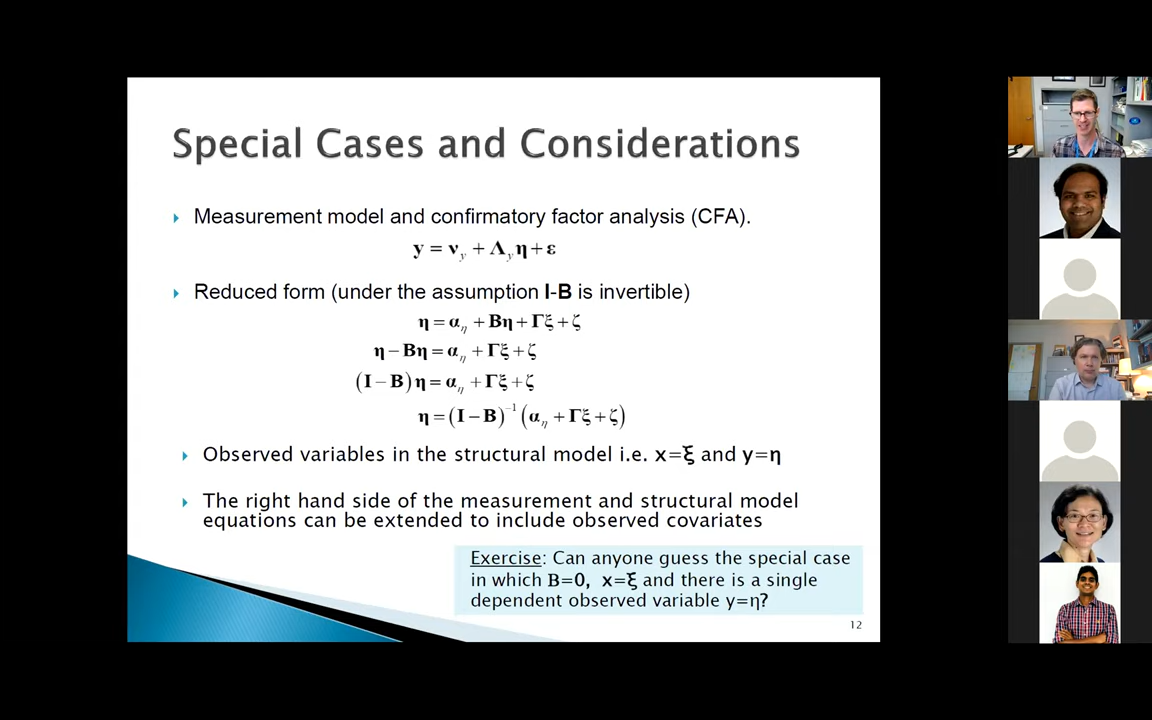 Special Cases and Considerations
Measurement model and confirmatory factor analysis (CFA).
y = ν_y + Λ_y η + ε
Reduced form (under the assumption I-B is invertible)
η = α_η + Βη + Γξ + ζ
η − Βη = α_η + Γξ + ζ
(I − Β) η = α_η + Γξ + ζ
η = (I − Β)^−1 (α_η + Γξ + ζ)
Observed variables in the structural model i.e. x=ξ and y=η
The right hand side of the measurement and structural model
equations can be extended to include observed covariates
Exercise: Can anyone guess the special case
in which B=0, x=ξ and there is a single
dependent observed variable y=η?
12